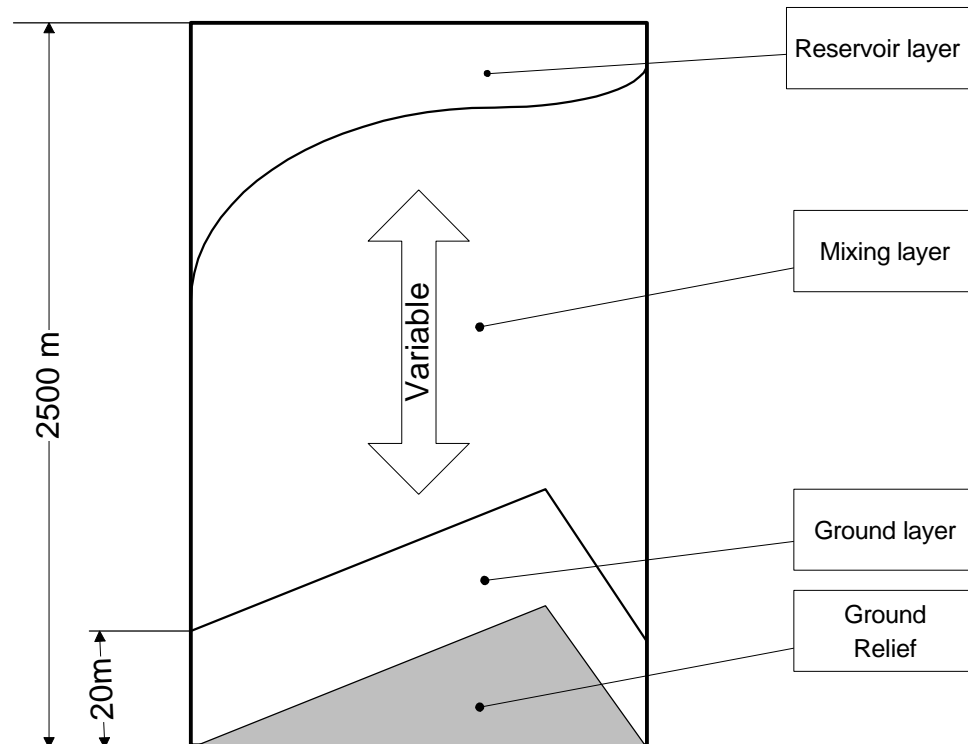 Reservoir layer
Mixing layer
Variable
2500 m
Ground layer
Ground
Relief
20m